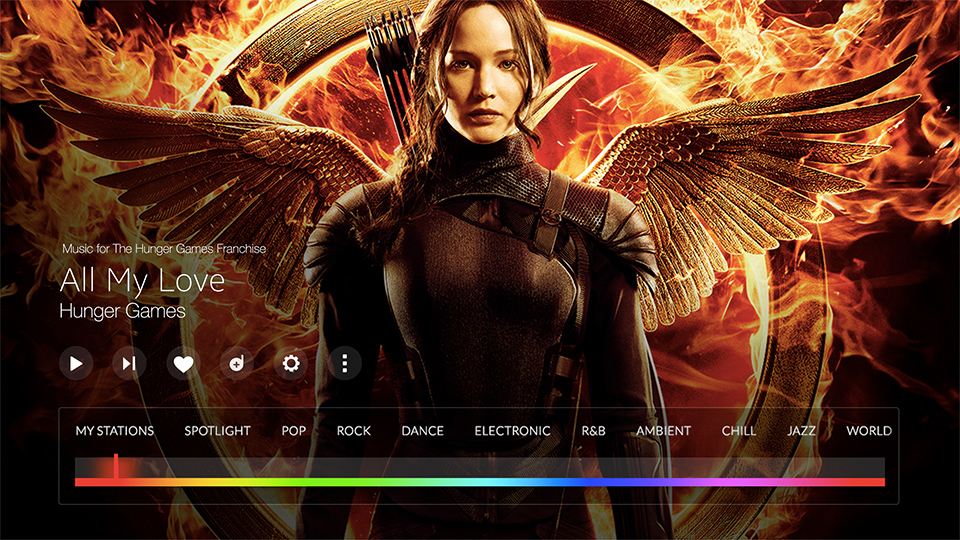 Music for The Hunger Games Franchise
All My Love
Hunger Games
MY STATIONS SPOTLIGHT POP ROCK DANCE ELECTRONIC R&B AMBIENT CHILL JAZZ WORLD